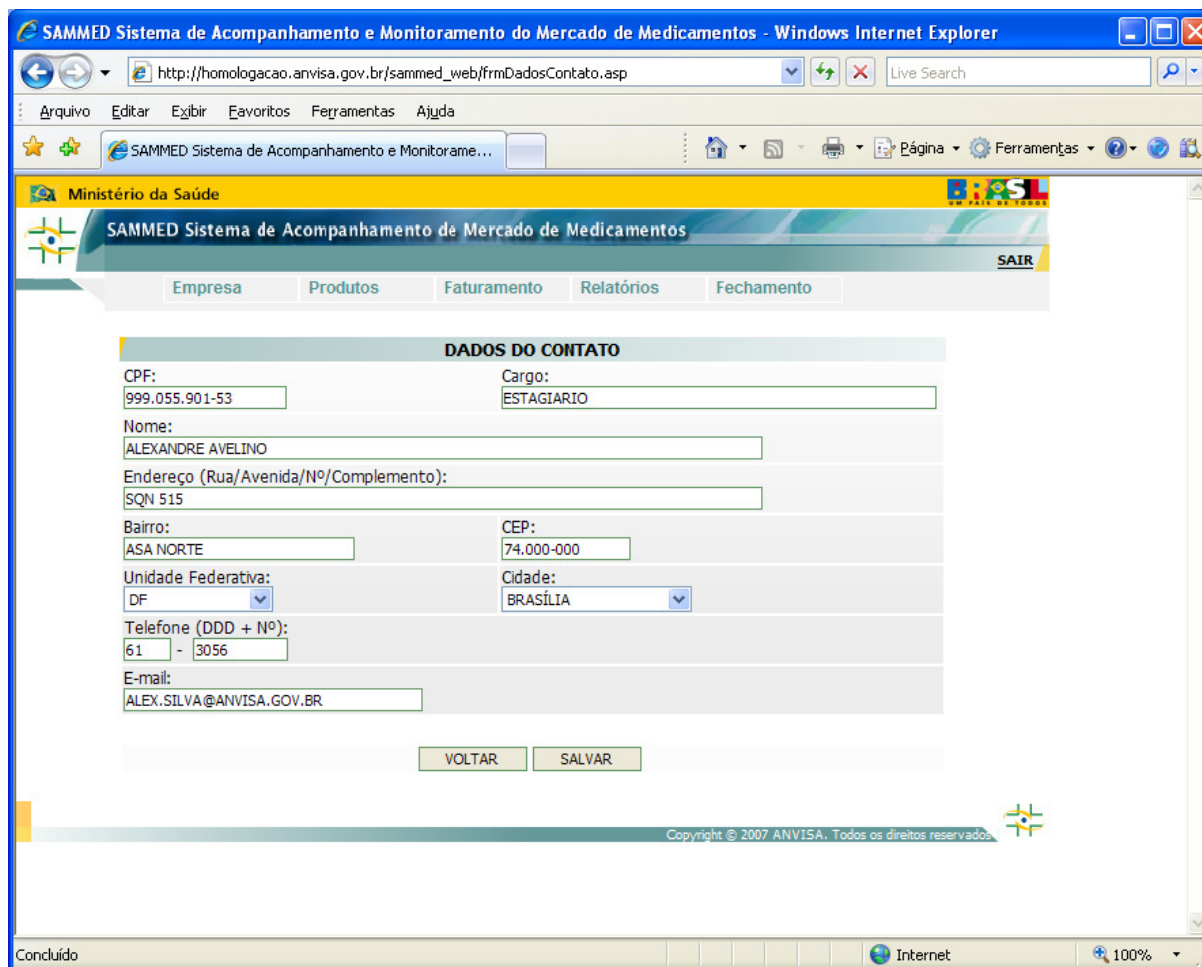 SAMMED Sistema de Acompanhamento e Monitoramento do Mercado de Medicamentos - Windows Internet Explorer
http://homologacao.anvisa.gov.br/sammed_web/frmDadosContato.asp Live Search
Arquivo Editar Exibir Favoritos Ferramentas Ajuda
SAMMED Sistema de Acompanhamento e Monitorame... Página Ferramentas
Ministério da Saúde BRASIL
UM PAÍS DE TODOS
SAMMED Sistema de Acompanhamento de Mercado de Medicamentos
SAIR
Empresa Produtos Faturamento Relatórios Fechamento
DADOS DO CONTATO
CPF: Cargo:
999.055.901-53 ESTAGIARIO
Nome:
ALEXANDRE AVELINO
Endereço (Rua/Avenida/Nº/Complemento):
SQN 515
Bairro: CEP:
ASA NORTE 74.000-000
Unidade Federativa: Cidade:
DF BRASÍLIA
Telefone (DDD + Nº):
61 - 3056
E-mail:
ALEX.SILVA@ANVISA.GOV.BR
VOLTAR SALVAR
Copyright © 2007 ANVISA. Todos os direitos reservados
Concluído Internet 100%